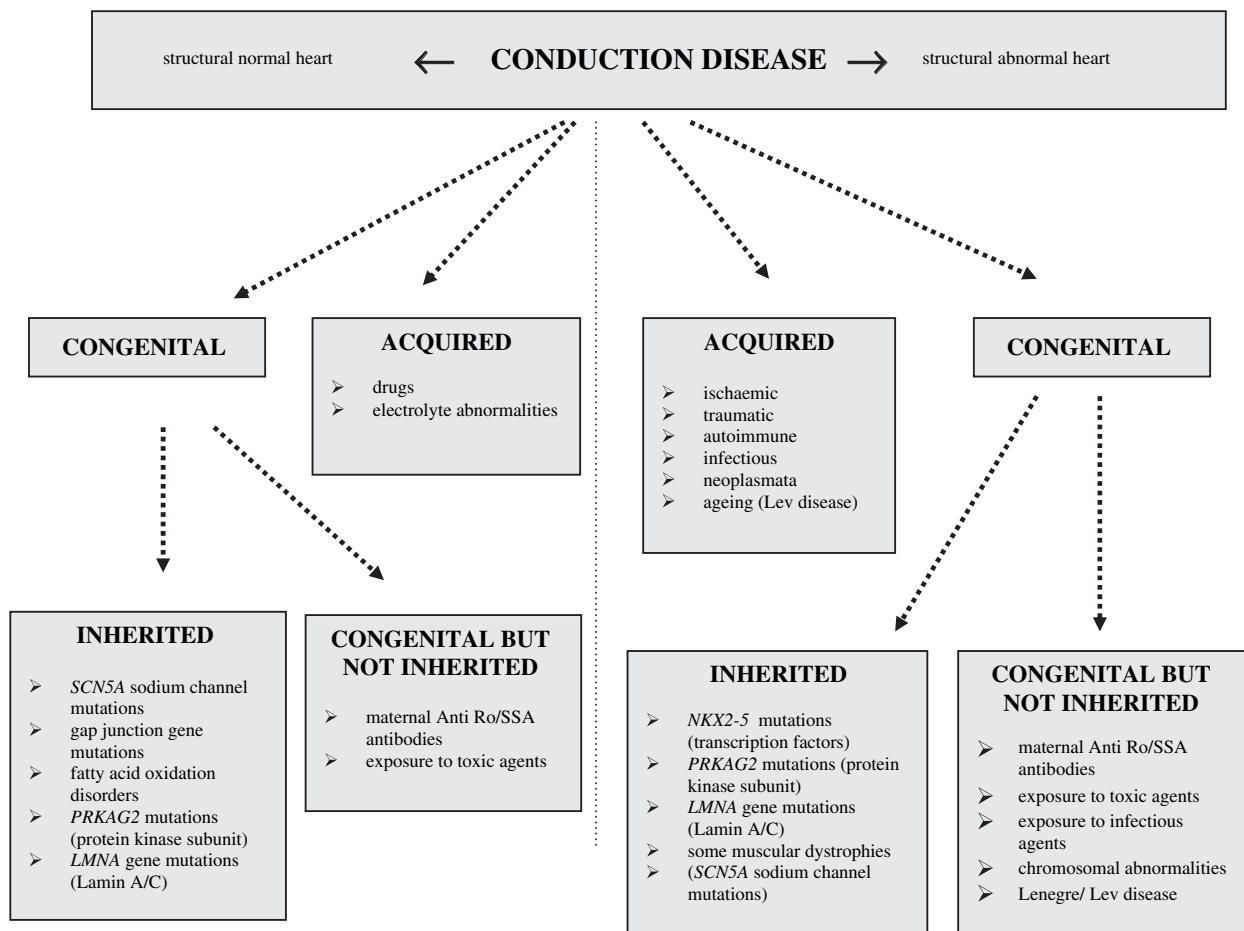 structural normal heart ← CONDUCTION DISEASE → structural abnormal heart
CONGENITAL
ACQUIRED
➢ drugs
➢ electrolyte abnormalities
ACQUIRED
➢ ischaemic
➢ traumatic
➢ autoimmune
➢ infectious
➢ neoplasmata
➢ ageing (Lev disease)
CONGENITAL
INHERITED
➢ SCN5A sodium channel
mutations
➢ gap junction gene
mutations
➢ fatty acid oxidation
disorders
➢ PRKAG2 mutations
(protein kinase subunit)
➢ LMNA gene mutations
(Lamin A/C)
CONGENITAL BUT
NOT INHERITED
➢ maternal Anti Ro/SSA
antibodies
➢ exposure to toxic agents
INHERITED
➢ NKX2-5 mutations
(transcription factors)
➢ PRKAG2 mutations (protein
kinase subunit)
➢ LMNA gene mutations
(Lamin A/C)
➢ some muscular dystrophies
➢ (SCN5A sodium channel
mutations)
CONGENITAL BUT
NOT INHERITED
➢ maternal Anti Ro/SSA
antibodies
➢ exposure to toxic agents
➢ exposure to infectious
agents
➢ chromosomal abnormalities
➢ Lenegre/ Lev disease